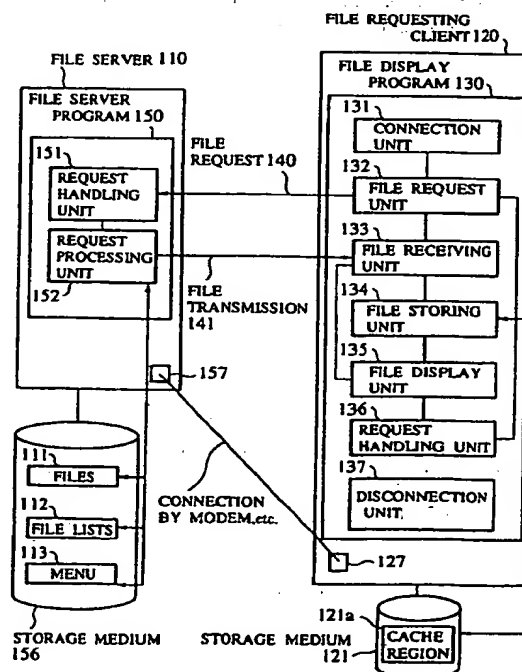 FILE SERVER 110
FILE SERVER
PROGRAM 150
151
REQUEST
HANDLING
UNIT
REQUEST
PROCESSING
UNIT
152
FILE
REQUEST 140
FILE
TRANSMISSION
141
157
111
FILES
112
FILE LISTS
113
MENU
STORAGE MEDIUM
156
CONNECTION
BY MODEM, etc.
FILE REQUESTING
CLIENT 120
FILE DISPLAY
PROGRAM 130
131
CONNECTION
UNIT
132
FILE REQUEST
UNIT
133
FILE RECEIVING
UNIT
134
FILE STORING
UNIT
135
FILE DISPLAY
UNIT
136
REQUEST
HANDLING UNIT
137
DISCONNECTION
UNIT
127
121a
CACHE
REGION
STORAGE MEDIUM
121